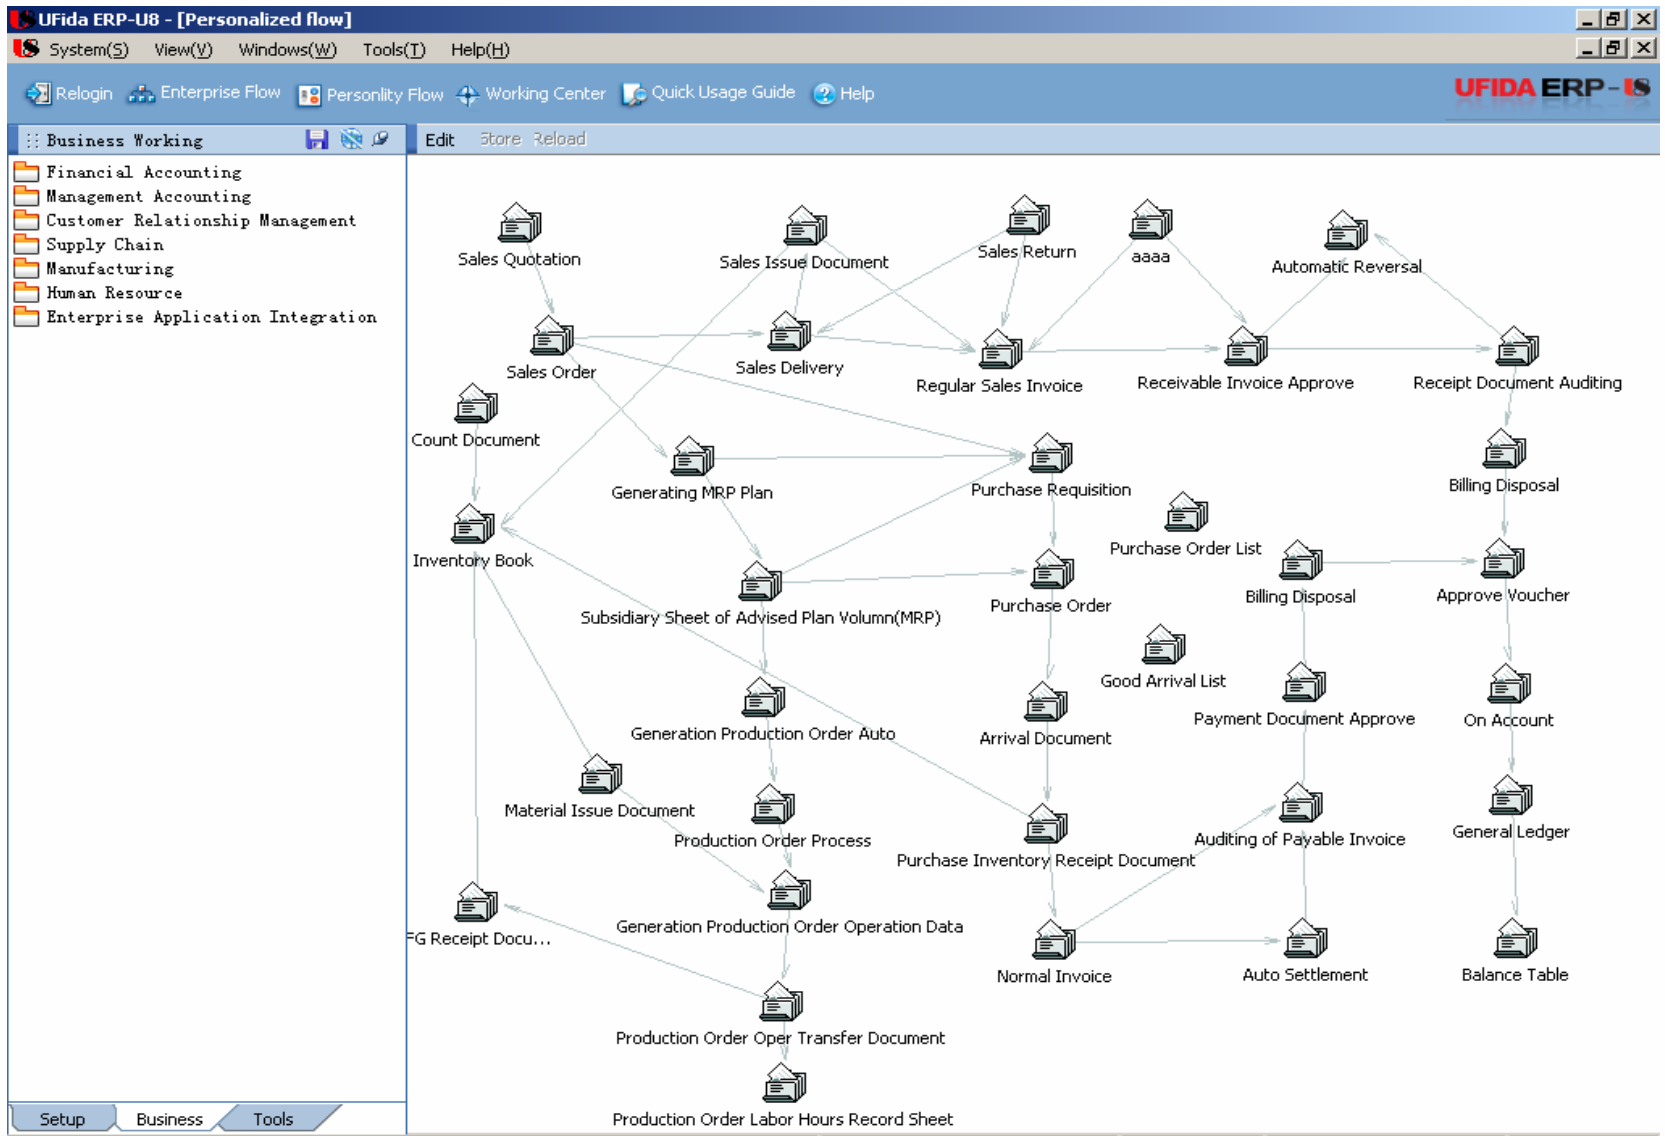 UFida ERP-U8 - [Personalized flow]
System(S) View(V) Windows(W) Tools(T) Help(H)
Relogin Enterprise Flow Personlity Flow Working Center Quick Usage Guide Help
UFIDA ERP-U8
Business Working
Edit Store Reload
Financial Accounting
Management Accounting
Customer Relationship Management
Supply Chain
Manufacturing
Human Resource
Enterprise Application Integration
Sales Quotation
Sales Issue Document
Sales Return
aaaa
Automatic Reversal
Sales Order
Sales Delivery
Regular Sales Invoice
Receivable Invoice Approve
Receipt Document Auditing
Count Document
Generating MRP Plan
Purchase Requisition
Billing Disposal
Inventory Book
Purchase Order List
Subsidiary Sheet of Advised Plan Volumn(MRP)
Purchase Order
Billing Disposal
Approve Voucher
Good Arrival List
Generation Production Order Auto
Arrival Document
Payment Document Approve
On Account
Material Issue Document
Production Order Process
Purchase Inventory Receipt Document
Auditing of Payable Invoice
General Ledger
FG Receipt Docu...
Generation Production Order Operation Data
Normal Invoice
Auto Settlement
Balance Table
Production Order Oper Transfer Document
Production Order Labor Hours Record Sheet
Setup Business Tools